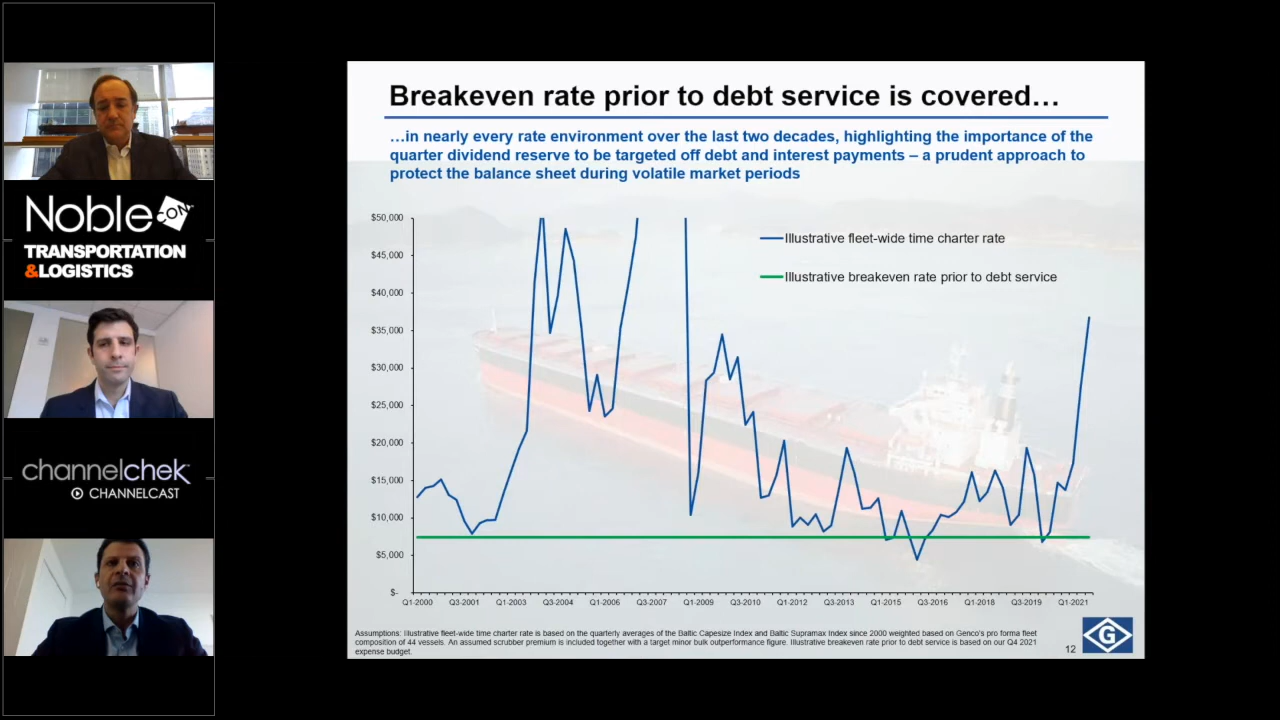 Noble CON
TRANSPORTATION
&LOGISTICS
channelchek
CHANNELCAST
Breakeven rate prior to debt service is covered…
…in nearly every rate environment over the last two decades, highlighting the importance of the
quarter dividend reserve to be targeted off debt and interest payments – a prudent approach to
protect the balance sheet during volatile market periods
$50,000
$45,000
$40,000
$35,000
$30,000
$25,000
$20,000
$15,000
$10,000
$5,000
$-
Illustrative fleet-wide time charter rate
Illustrative breakeven rate prior to debt service
Q1-2000 Q3-2001 Q1-2003 Q3-2004 Q1-2006 Q3-2007 Q1-2009 Q3-2010 Q1-2012 Q3-2013 Q1-2015 Q3-2016 Q1-2018 Q3-2019 Q1-2021
Assumptions: Illustrative fleet-wide time charter rate is based on the quarterly averages of the Baltic Capesize Index and Baltic Supramax Index since 2000 weighted based on Genco's pro forma fleet
composition of 44 vessels. An assumed scrubber premium is included together with a target minor bulk outperformance figure. Illustrative breakeven rate prior to debt service is based on our Q4 2021
expense budget.
12
G